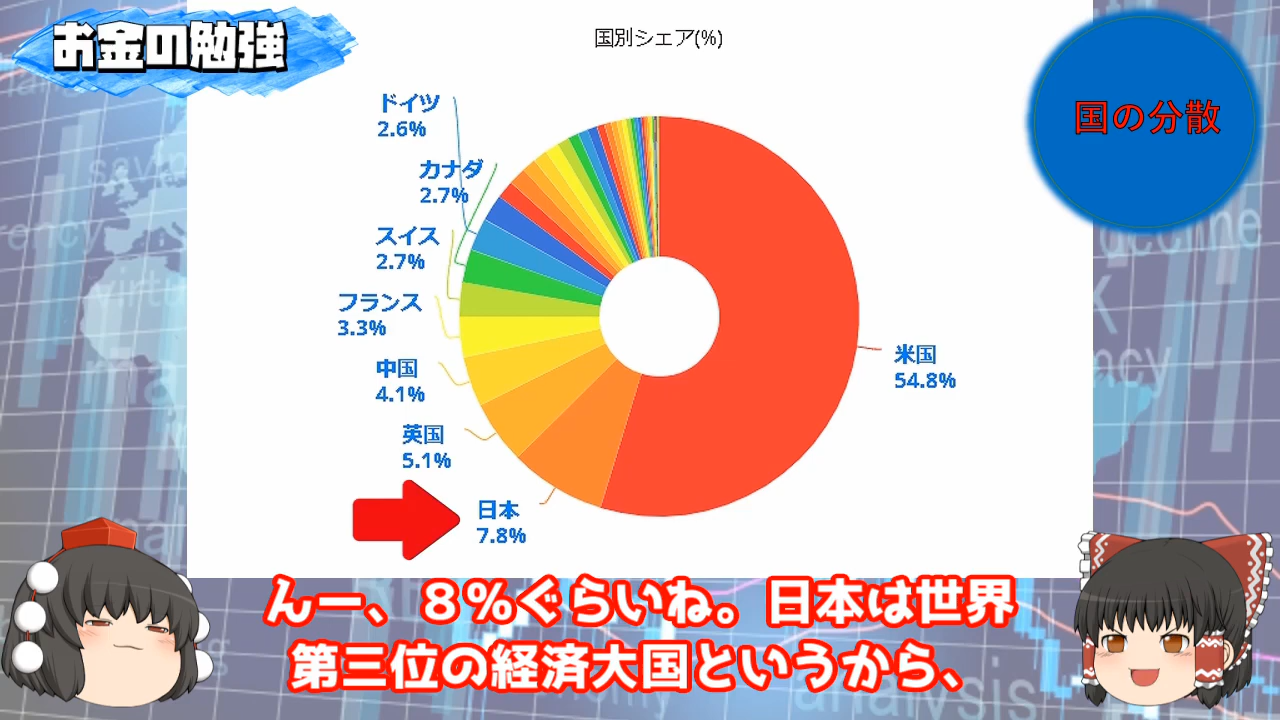 お金の勉強
国別シェア(%)
国の分散
ドイツ
2.6%
カナダ
2.7%
スイス
2.7%
フランス
3.3%
中国
4.1%
英国
5.1%
日本
7.8%
米国
54.8%
んー、８％ぐらいね。日本は世界
第三位の経済大国というから、